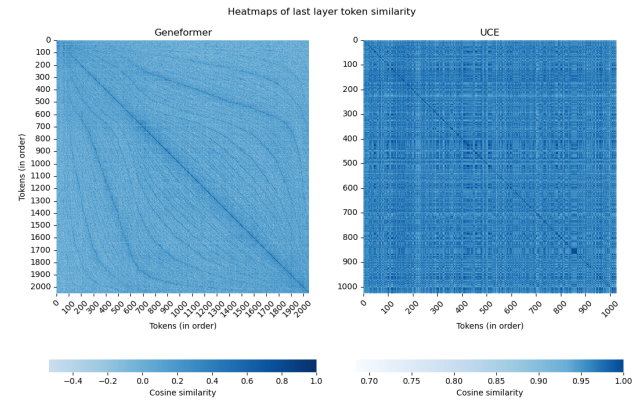 Heatmaps of last layer token similarity
Geneformer
UCE
0
100
200
300
400
500
600
700
800
900
1000
1100
1200
1300
1400
1500
1600
1700
1800
1900
2000
Tokens (in order)
0 100 200 300 400 500 600 700 800 900 1000 1100 1200 1300 1400 1500 1600 1700 1800 1900 2000
Tokens (in order)
0
100
200
300
400
500
600
700
800
900
1000
0 100 200 300 400 500 600 700 800 900 1000
Tokens (in order)
−0.4 −0.2 0.0 0.2 0.4 0.6 0.8 1.0
Cosine similarity
0.70 0.75 0.80 0.85 0.90 0.95 1.00
Cosine similarity